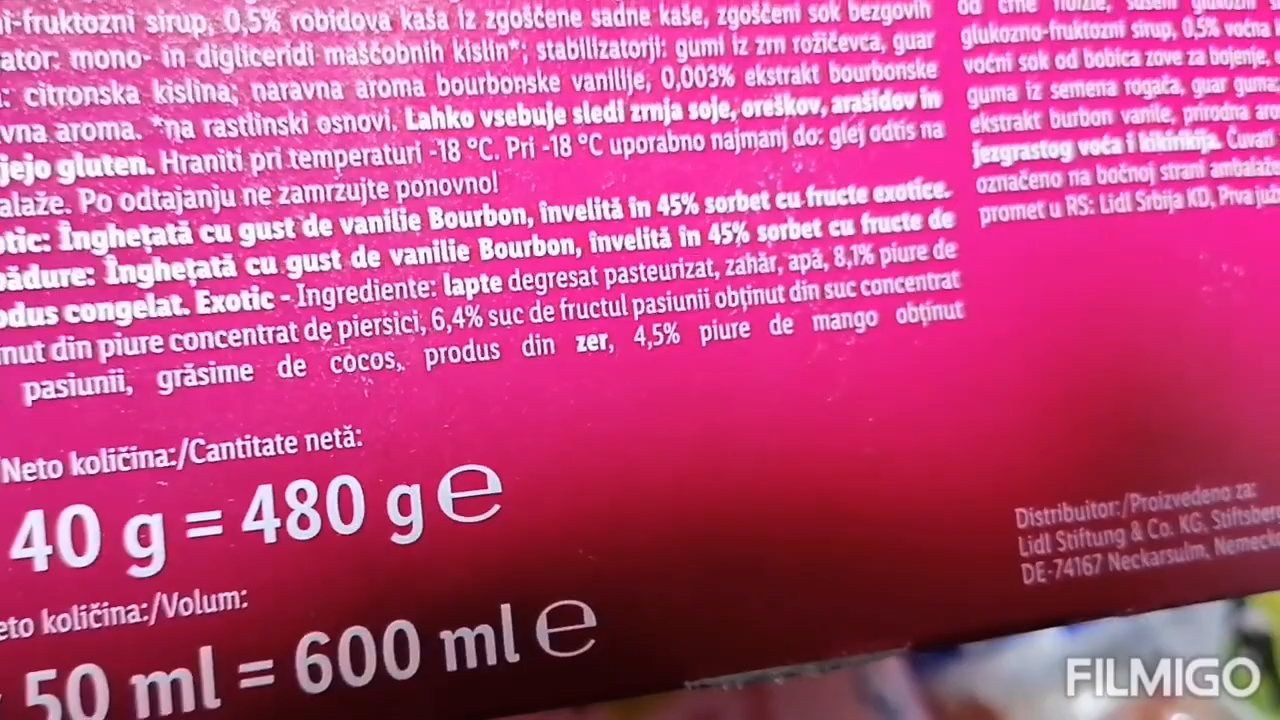 i-fruktozni sirup, 0,5% robidova kaša iz zgoščene sadne kaše, zgoščeni sok bezgovih
ator: mono- in digliceridi maščobnih kislin*; stabilizatorji: gumi iz zrn rožičevca, guar
: citronska kislina; naravna aroma bourbonske vanilije, 0,003% ekstrakt bourbonske
vna aroma. *na rastlinski osnovi. Lahko vsebuje sledi zrnja soje, oreškov, arašidov in
jejo gluten. Hraniti pri temperaturi -18 °C. Pri -18 °C uporabno najmanj do: glej odtis na
alaže. Po odtajanju ne zamrzujte ponovno!
otic: Înghețată cu gust de vanilie Bourbon, învelită în 45% sorbet cu fructe exotice.
pădure: Înghețată cu gust de vanilie Bourbon, învelită în 45% sorbet cu fructe de
odus congelat. Exotic - Ingrediente: lapte degresat pasteurizat, zahăr, apă, 8,1% piure de
nut din piure concentrat de piersici, 6,4% suc de fructul pasiunii obținut din suc concentrat
pasiunii, grăsime de cocos, produs din zer, 4,5% piure de mango obținut
Neto količina:/Cantitate netă:
40 g = 480 g e
eto količina:/Volum:
50 ml = 600 ml e
glukozno-fruktozni sirup, 0,5% voćna
voćni sok od bobica zove za bojenje,
guma iz semena rogača, guar guma,
ekstrakt burbon vanile, prirodna aro
jezgrastog voća i kikirikija. Čuvati
označeno na bočnoj strani ambalaže
promet u RS: Lidl Srbija KD, Prva juž
Distribuitor:/Proizvedeno za:
Lidl Stiftung & Co. KG, Stiftsber
DE-74167 Neckarsulm, Nemečk
FILMIGO